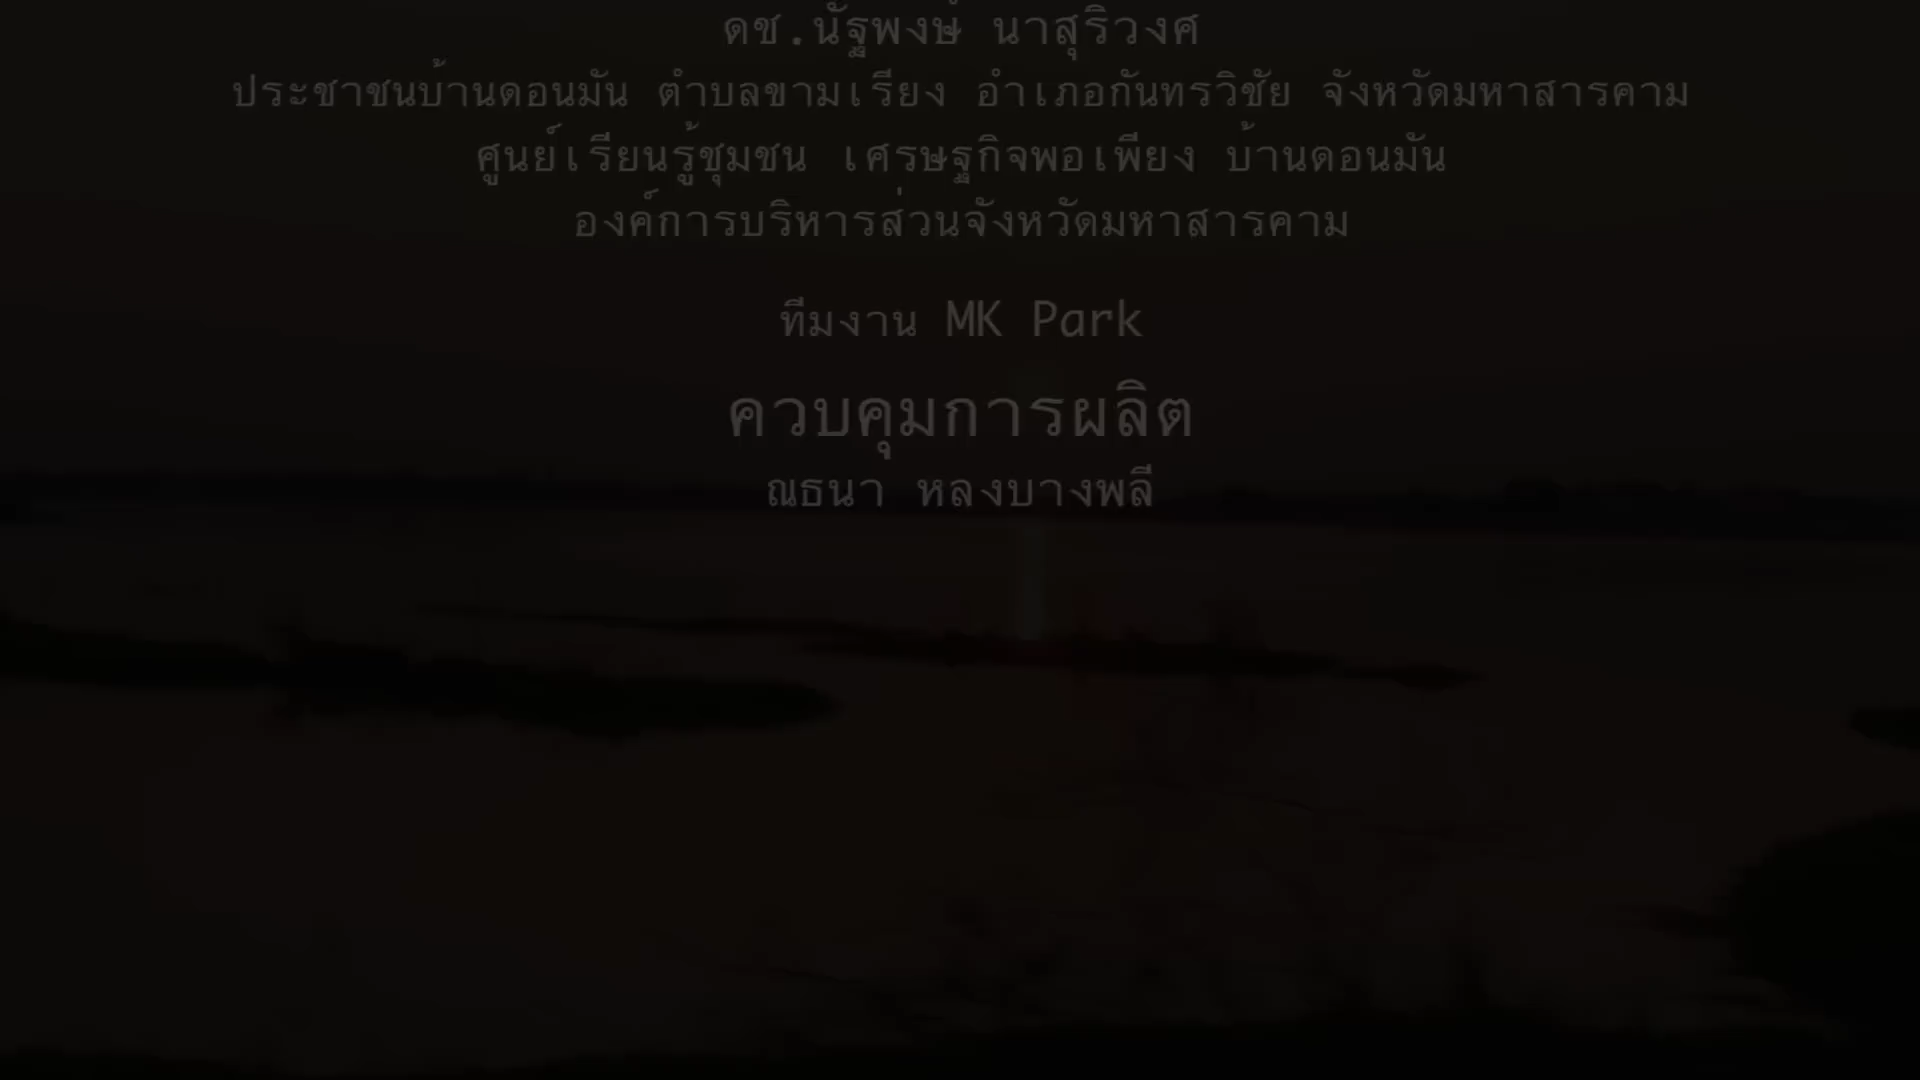 ดช.นัฐพงษ์ นาสุริวงศ์
ประชาชนบ้านดอนมัน ตำบลขามเรียง อำเภอกันทรวิชัย จังหวัดมหาสารคาม
ศูนย์เรียนรู้ชุมชน เศรษฐกิจพอเพียง บ้านดอนมัน
องค์การบริหารส่วนจังหวัดมหาสารคาม
ทีมงาน MK Park
ควบคุมการผลิต
ณธนา หลงบางพลี